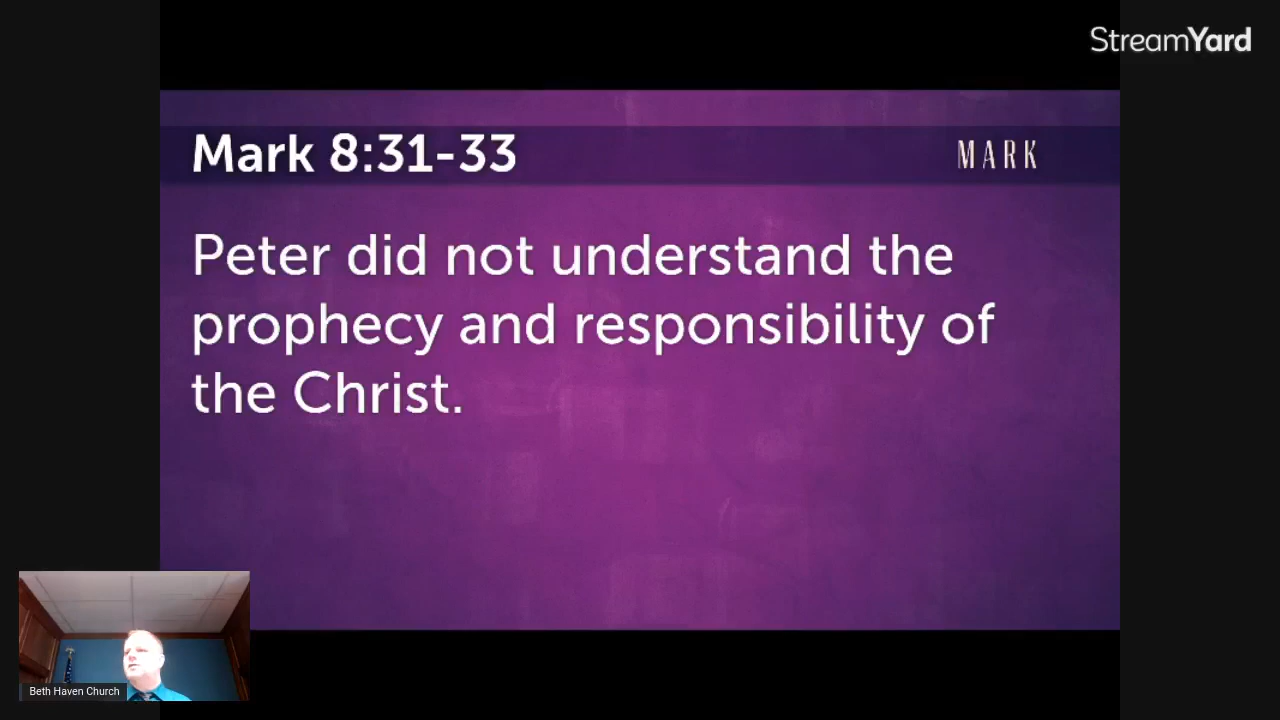 StreamYard
Mark 8:31-33
MARK
Peter did not understand the
prophecy and responsibility of
the Christ.
Beth Haven Church